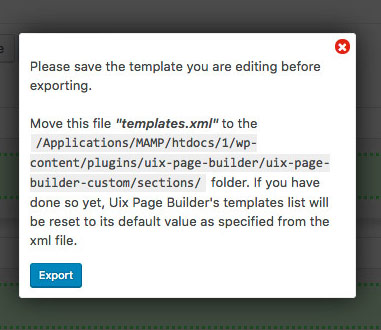 Please save the template you are editing before
exporting.
Move this file "templates.xml" to the
/Applications/MAMP/htdocs/1/wp-
content/plugins/uix-page-builder/uix-page-
builder-custom/sections/ folder. If you have
done so yet, Uix Page Builder's templates list will
be reset to its default value as specified from the
xml file.
Export